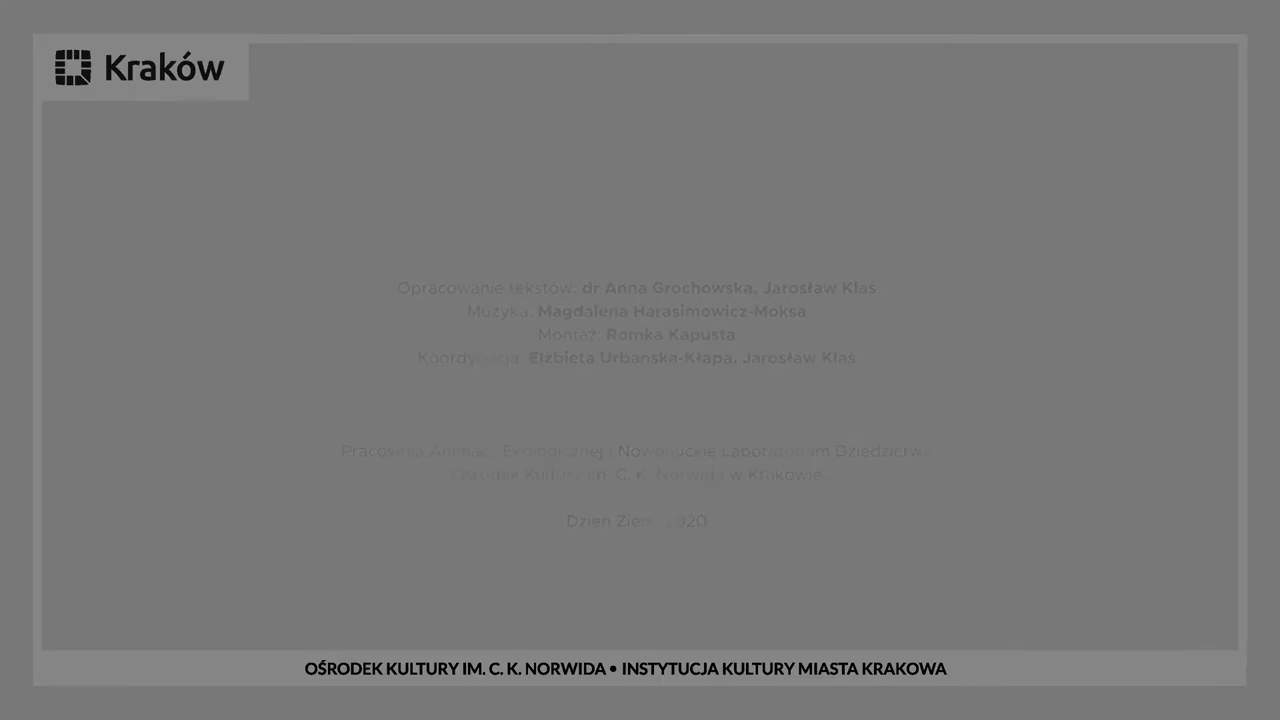 Kraków
Opracowanie tekstów: dr Anna Grochowska, Jarosław Klaś
Muzyka: Magdalena Harasimowicz-Moksa
Montaż: Romka Kapusta
Koordynacja: Elżbieta Urbańska-Kłapa, Jarosław Klaś
Pracownia Animacji Ekologicznej i Nowohuckie Laboratorium Dziedzictwa
Ośrodek Kultury im. C. K. Norwida w Krakowie
Dzień Ziemi 2020
OŚRODEK KULTURY IM. C. K. NORWIDA • INSTYTUCJA KULTURY MIASTA KRAKOWA